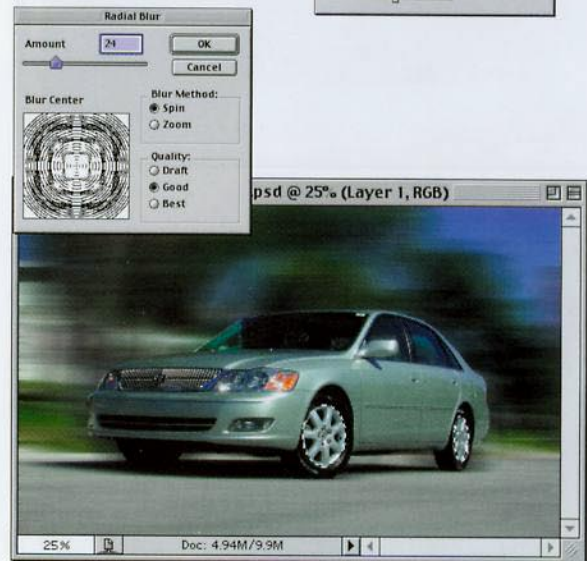 Radial Blur
Amount 24 OK
Cancel
Blur Center
Blur Method:
Spin
Zoom
Quality:
Draft
Good
Best
.psd @ 25% (Layer 1, RGB)
25% Doc: 4.94M/9.9M